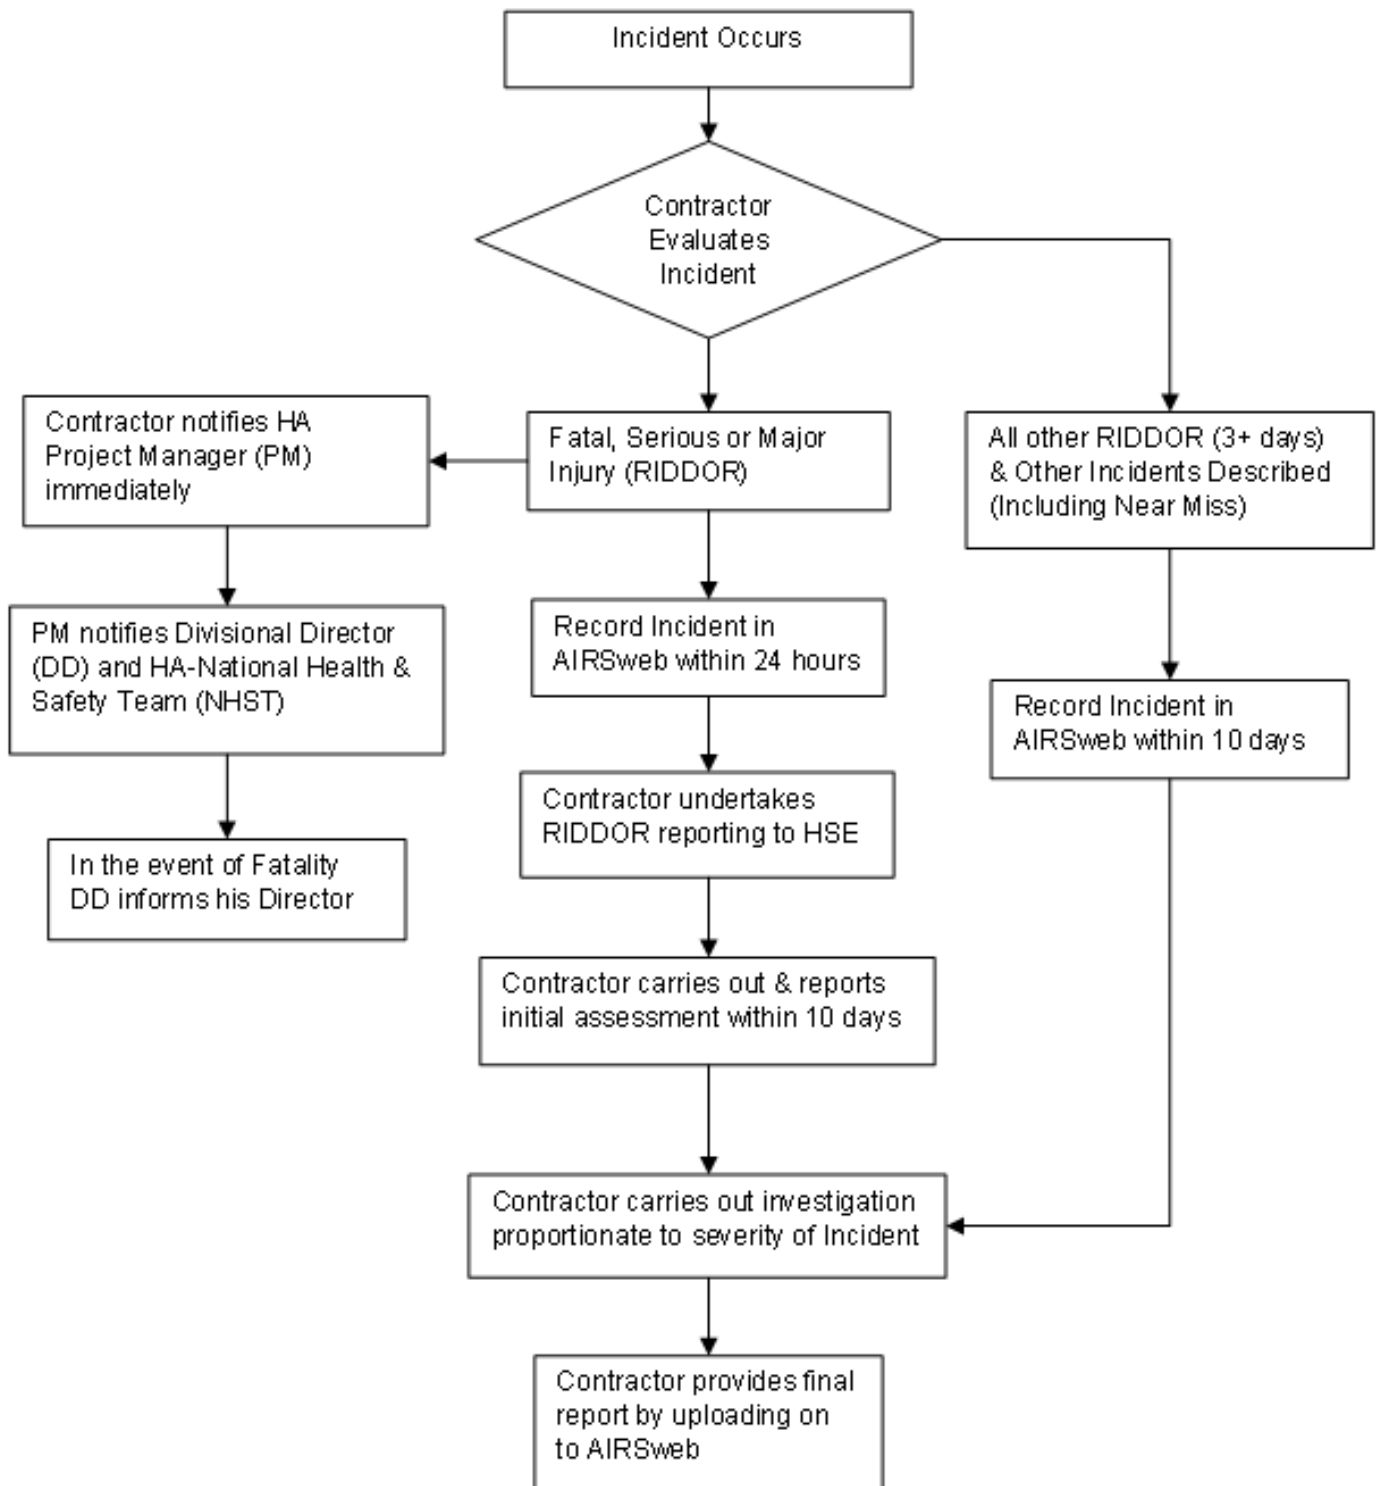 Incident Occurs
Contractor
Evaluates
Incident
Contractor notifies HA
Project Manager (PM)
immediately
Fatal, Serious or Major
Injury (RIDDOR)
All other RIDDOR (3+ days)
& Other Incidents Described
(Including Near Miss)
PM notifies Divisional Director
(DD) and HA-National Health &
Safety Team (NHST)
Record Incident in
AIRSweb within 24 hours
Record Incident in
AIRSweb within 10 days
Contractor undertakes
RIDDOR reporting to HSE
In the event of Fatality
DD informs his Director
Contractor carries out & reports
initial assessment within 10 days
Contractor carries out investigation
proportionate to severity of Incident
Contractor provides final
report by uploading on
to AIRSweb